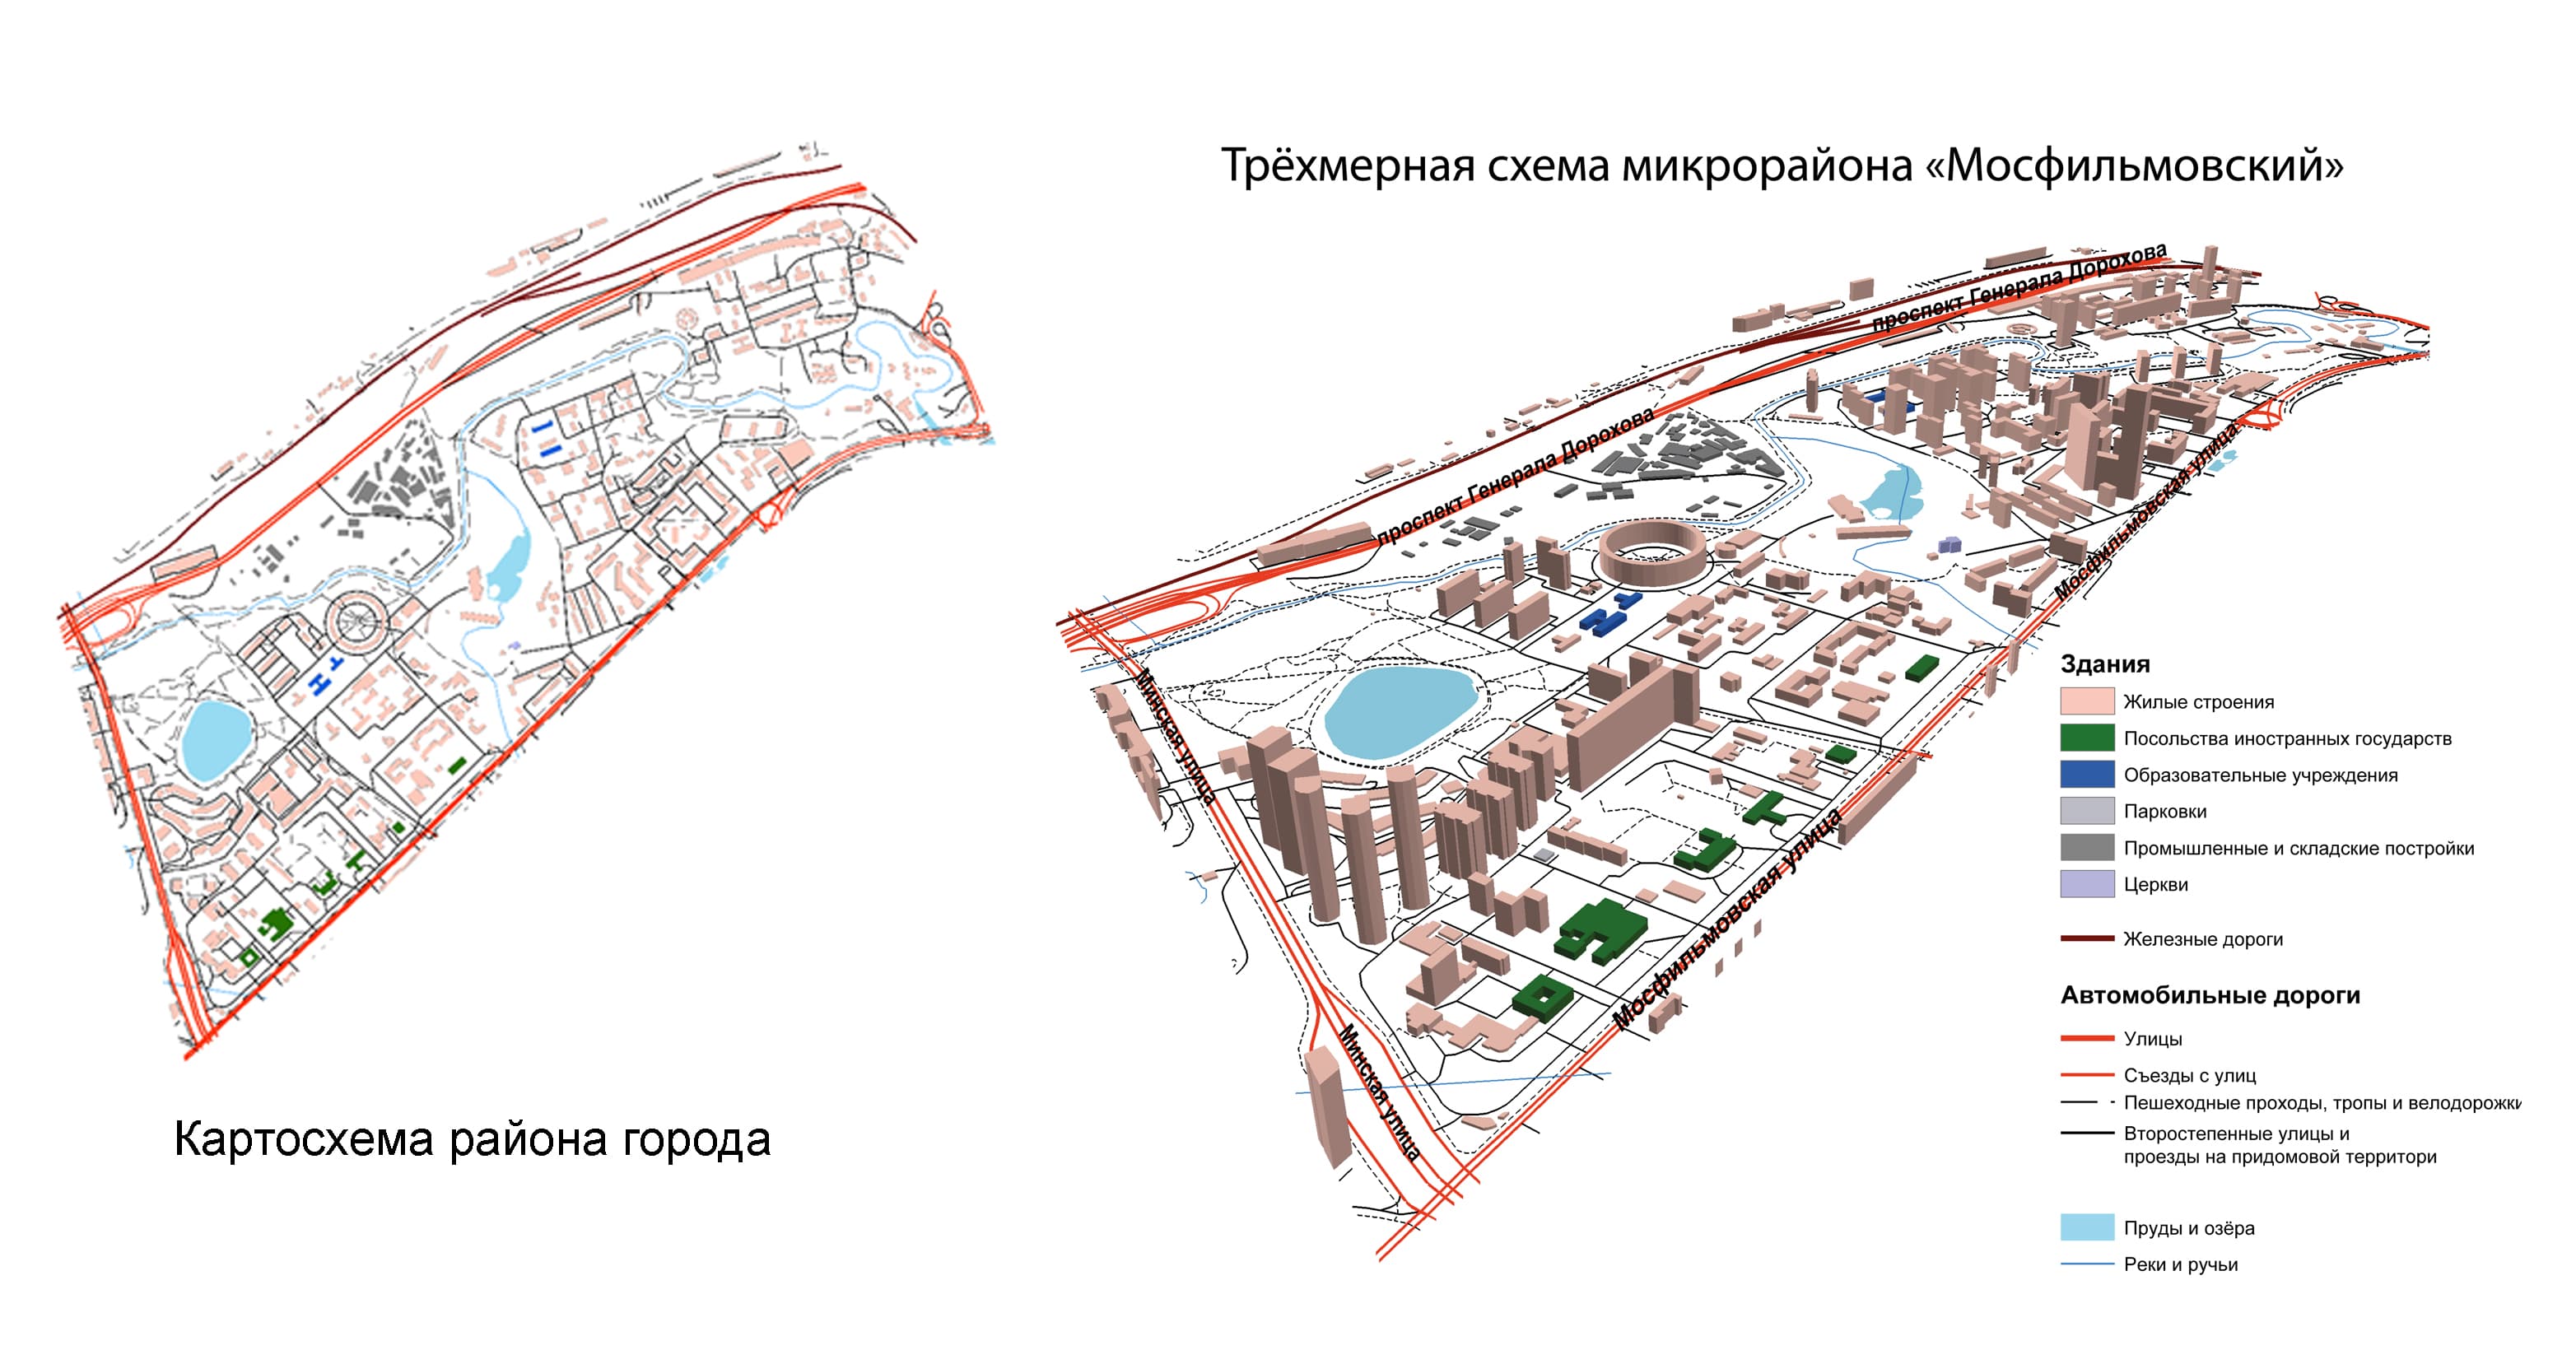 Трёхмерная схема микрорайона «Мосфильмовский»
проспект Генерала Дорохова
проспект Генерала Дорохова
Мосфильмовская улица
Мосфильмовская улица
Минская улица
Минская улица
Здания
Жилые строения
Посольства иностранных государств
Образовательные учреждения
Парковки
Промышленные и складские постройки
Церкви
Железные дороги
Автомобильные дороги
Улицы
Съезды с улиц
Пешеходные проходы, тропы и велодорожки
Второстепенные улицы и
проезды на придомовой территори
Пруды и озёра
Реки и ручьи
Картосхема района города